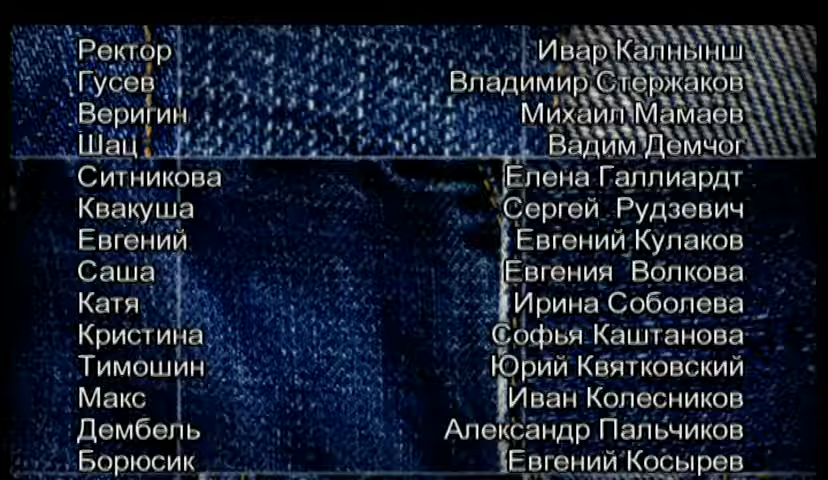 Ректор Ивар Калнынш
Гусев Владимир Стержаков
Веригин Михаил Мамаев
Шац Вадим Демчог
Ситникова Елена Галлиардт
Квакуша Сергей Рудзевич
Евгений Евгений Кулаков
Саша Евгения Волкова
Катя Ирина Соболева
Кристина Софья Каштанова
Тимошин Юрий Квятковский
Макс Иван Колесников
Дембель Александр Пальчиков
Борюсик Евгений Косырев